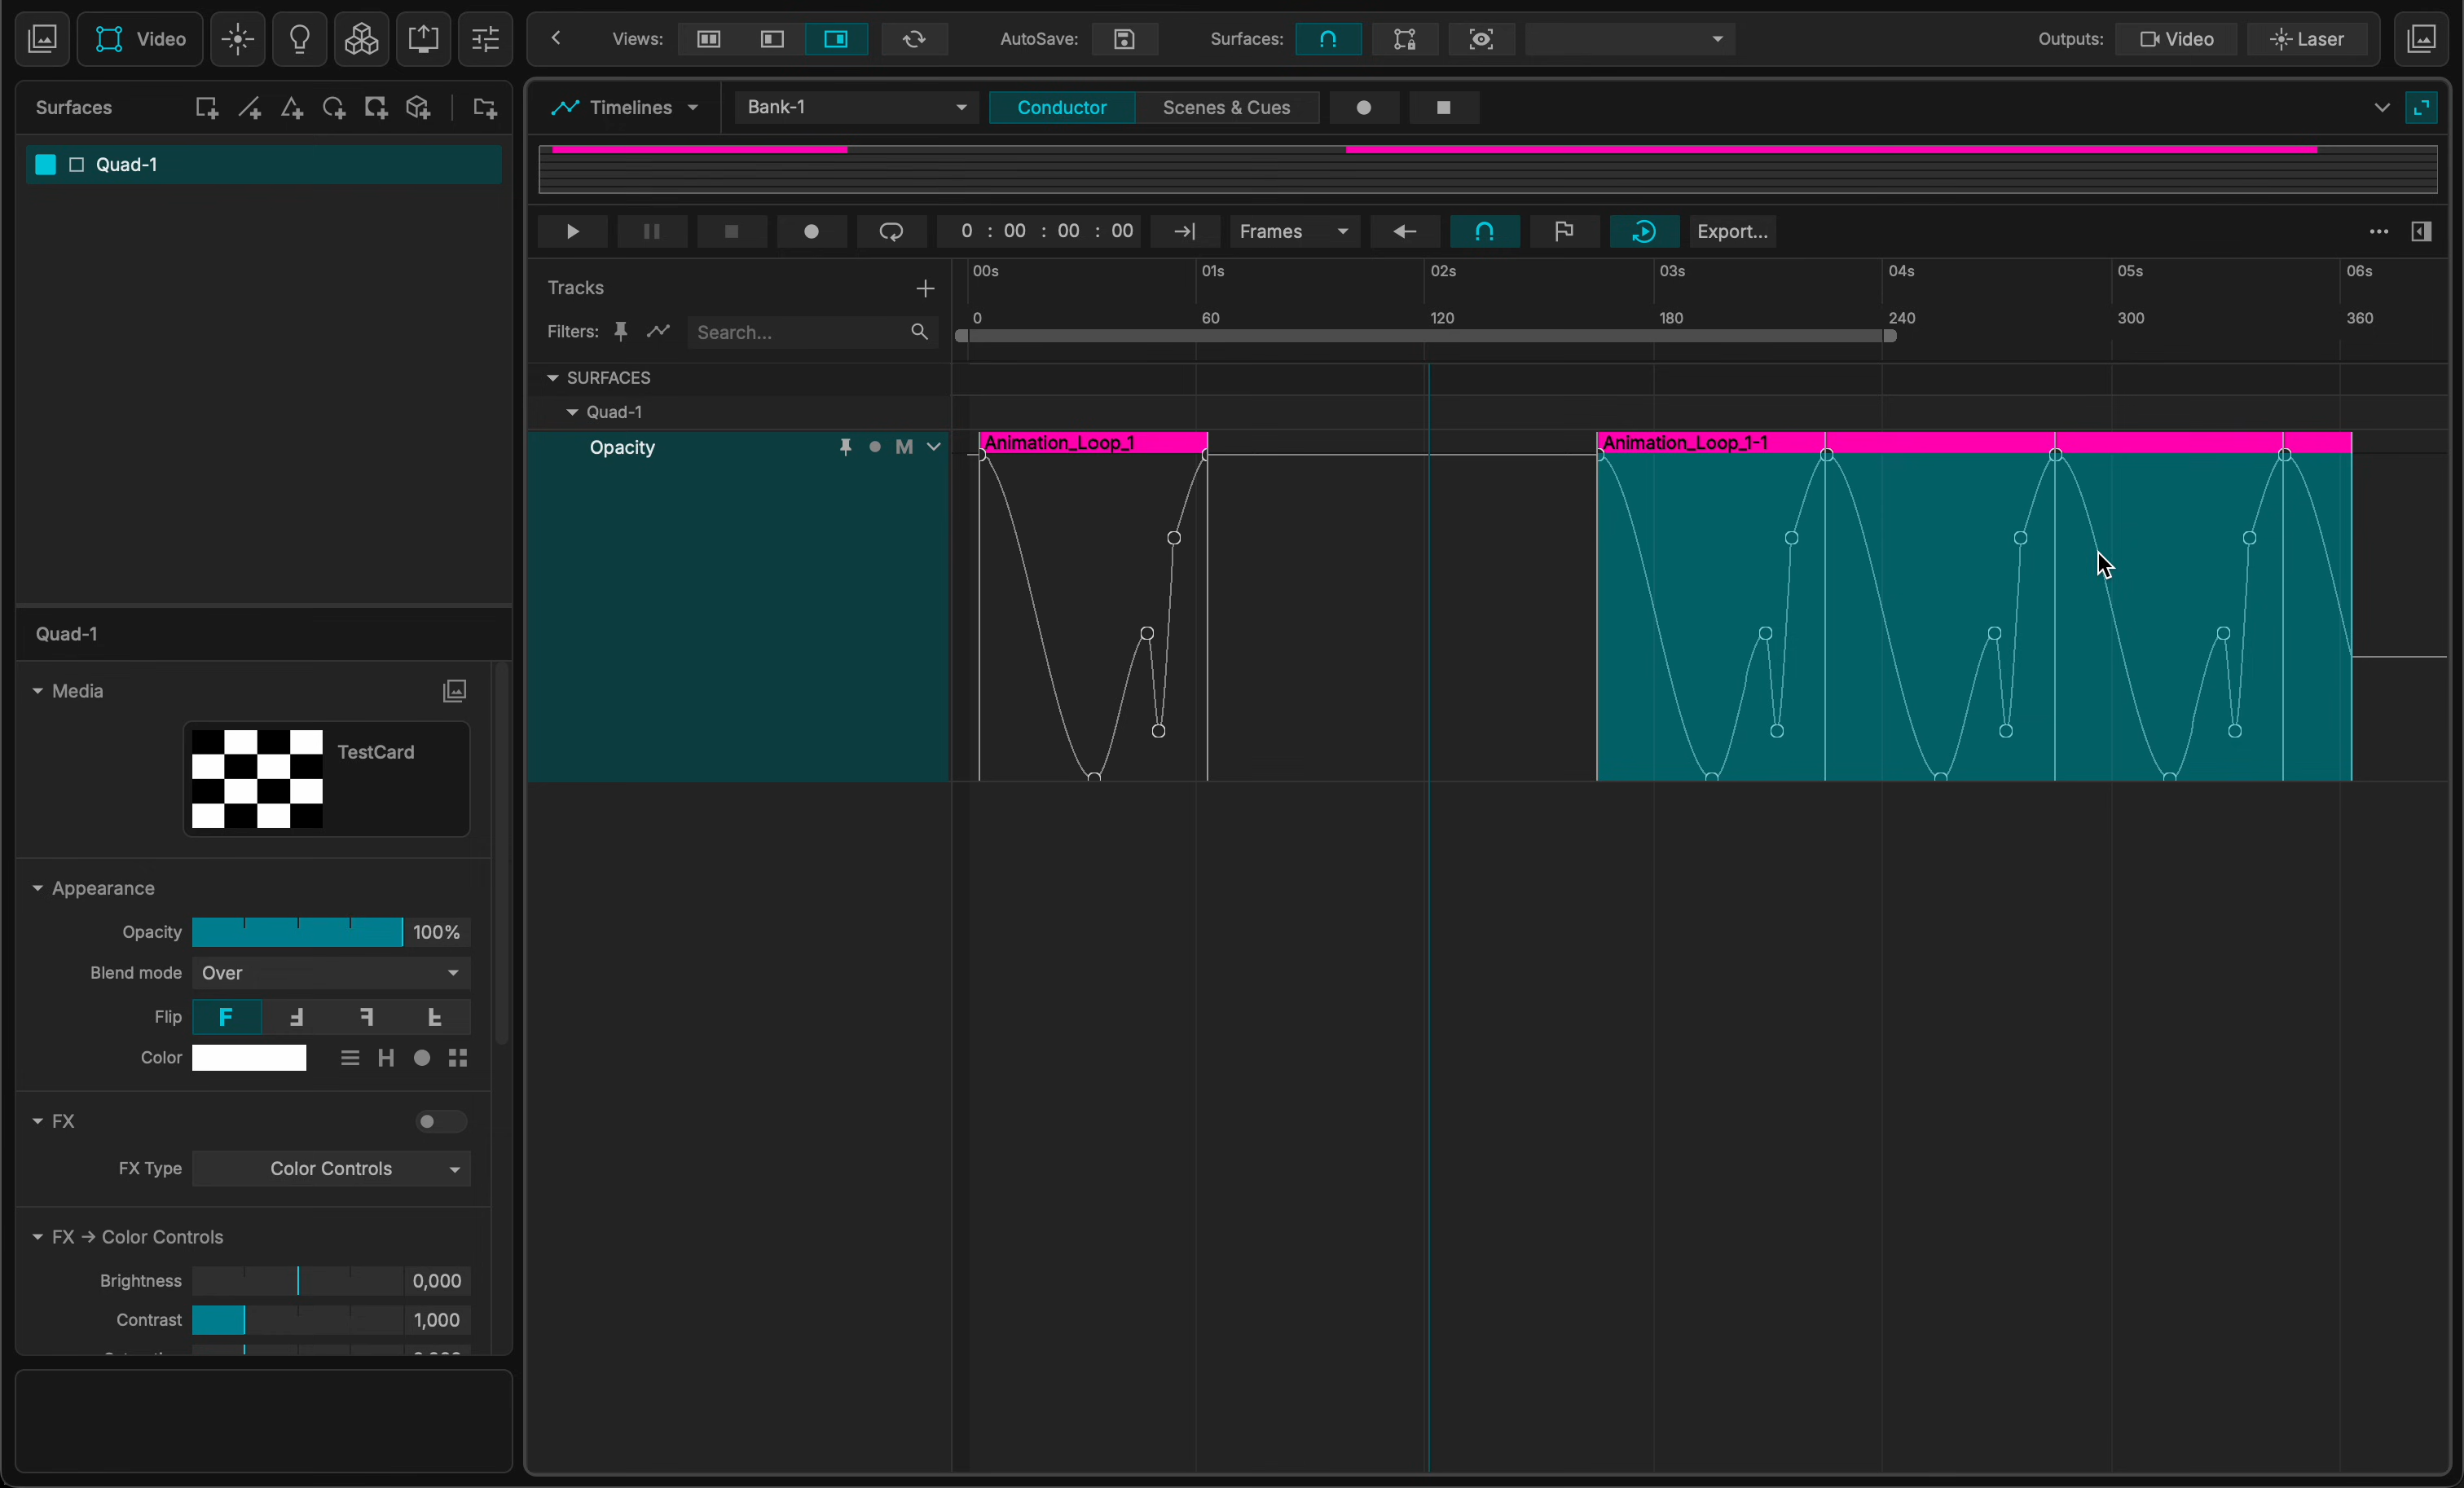 Video
Views:
AutoSave:
Surfaces:
Outputs:
Video
Laser
Surfaces
Quad-1
Timelines
Bank-1
Conductor
Scenes & Cues
0 : 00 : 00 : 00
Frames
Export...
Tracks
Filters:
Search...
00s 01s 02s 03s 04s 05s 06s
0 60 120 180 240 300 360
SURFACES
Quad-1
Opacity
M
Animation_Loop_1
Animation_Loop_1-1
Quad-1
Media
TestCard
Appearance
Opacity 100%
Blend mode Over
Flip F
Color H
FX
FX Type Color Controls
FX → Color Controls
Brightness 0,000
Contrast 1,000